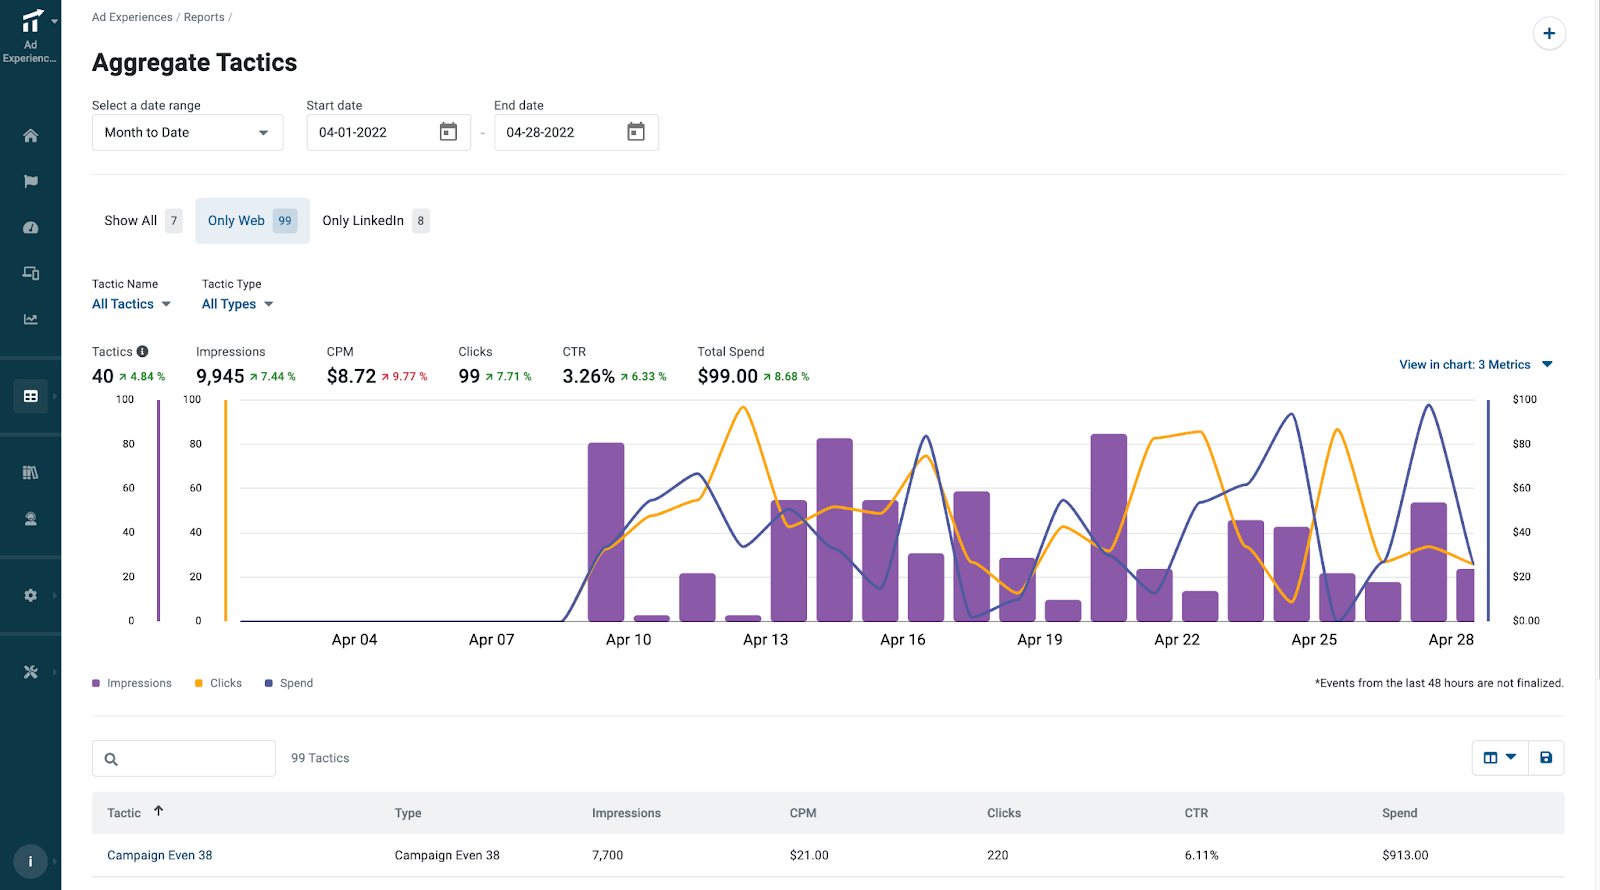 Ad Experienc...
Ad Experiences / Reports /
Aggregate Tactics
Select a date range
Start date
End date
Month to Date
04-01-2022
-
04-28-2022
Show All 7
Only Web 99
Only LinkedIn 8
Tactic Name
Tactic Type
All Tactics
All Types
Tactics
Impressions
CPM
Clicks
CTR
Total Spend
40 4.84 %
9,945 7.44 %
$8.72 9.77 %
99 7.71 %
3.26% 6.33 %
$99.00 8.68 %
View in chart: 3 Metrics
100 100 $100
80 80 $80
60 60 $60
40 40 $40
20 20 $20
0 0 $0.00
Apr 04 Apr 07 Apr 10 Apr 13 Apr 16 Apr 19 Apr 22 Apr 25 Apr 28
Impressions Clicks Spend
*Events from the last 48 hours are not finalized.
99 Tactics
Tactic Type Impressions CPM Clicks CTR Spend
Campaign Even 38 Campaign Even 38 7,700 $21.00 220 6.11% $913.00